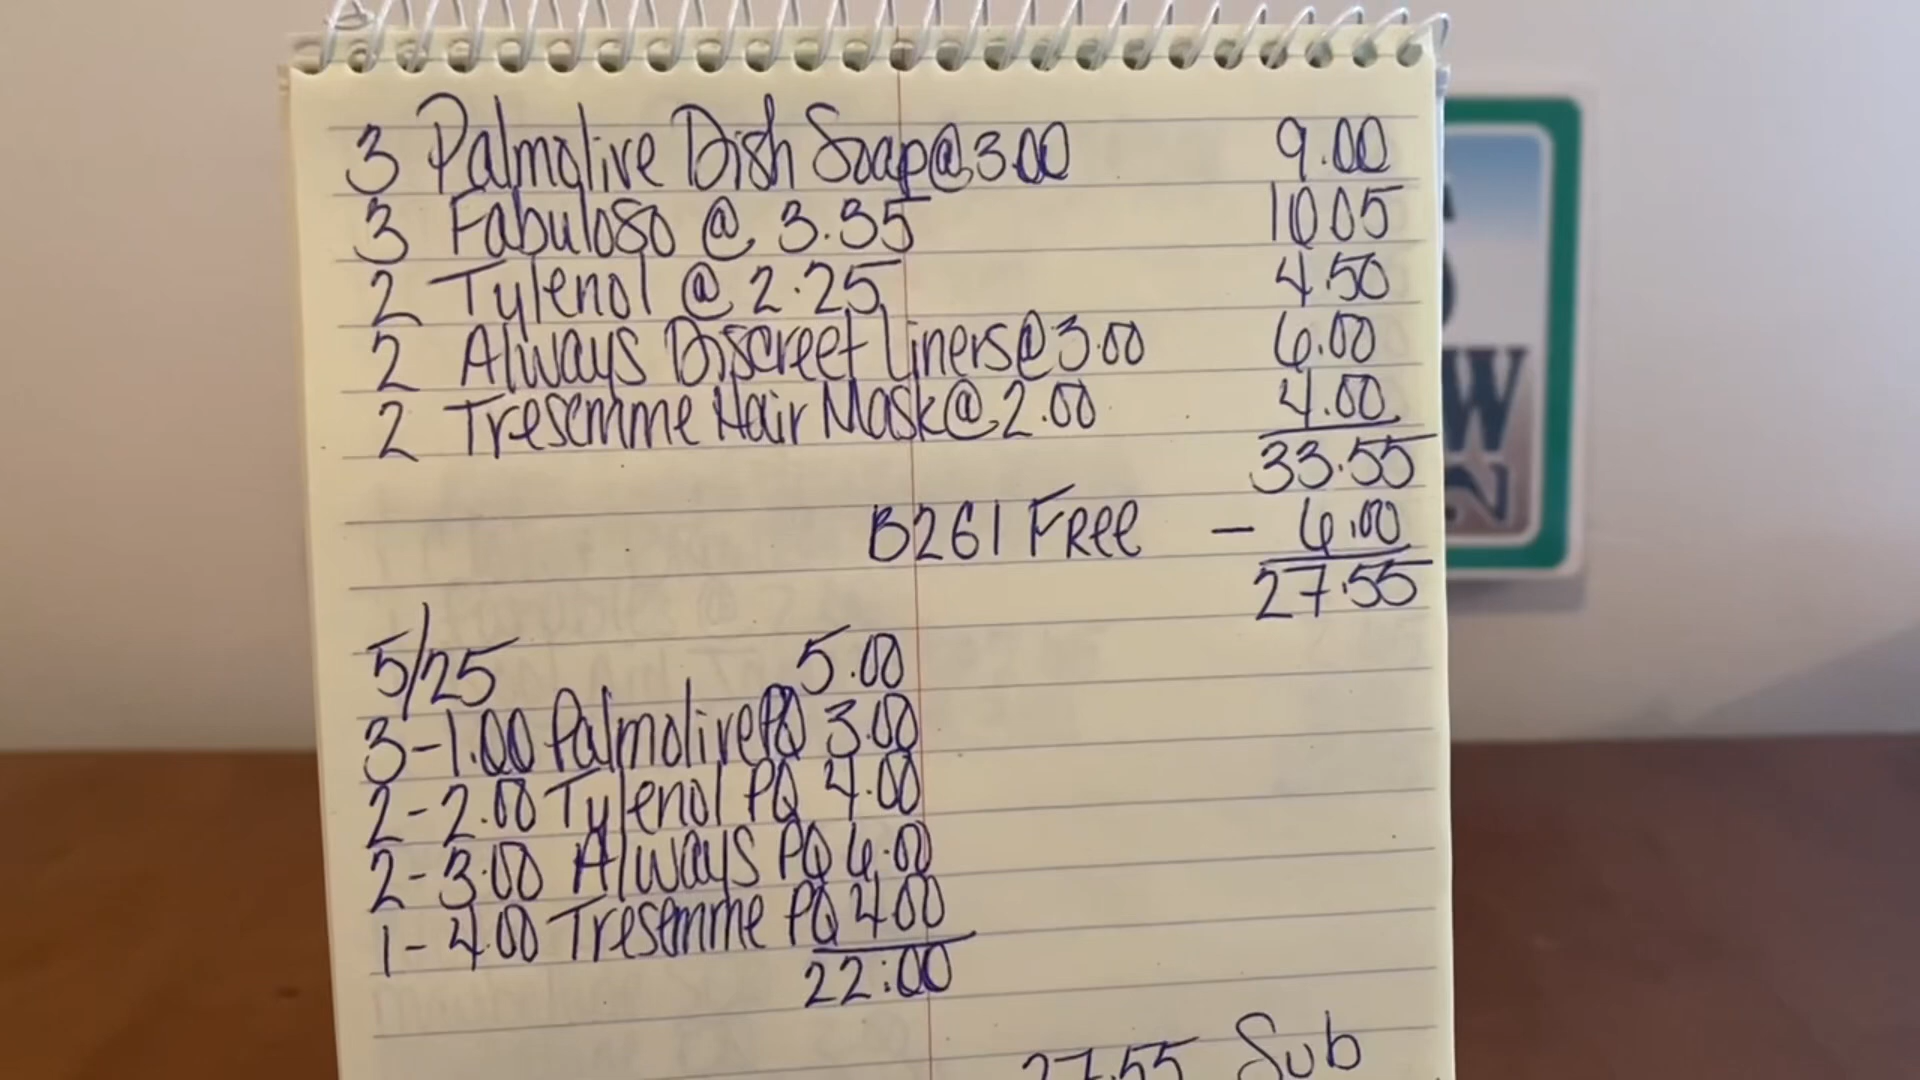 3 Palmolive Dish Soap @ 3.00 9.00
3 Fabuloso @ 3.35 10.05
2 Tylenol @ 2.25 4.50
2 Always Discreet Liners @ 3.00 6.00
2 Tresemme Hair Mask @ 2.00 4.00
33.55
B2G1 Free - 6.00
27.55
5/25 5.00
3-1.00 Palmolive PQ 3.00
2-2.00 Tylenol PQ 4.00
2-3.00 Always PQ 6.00
1-4.00 Tresemme PQ 4.00
22.00
27.55 Sub